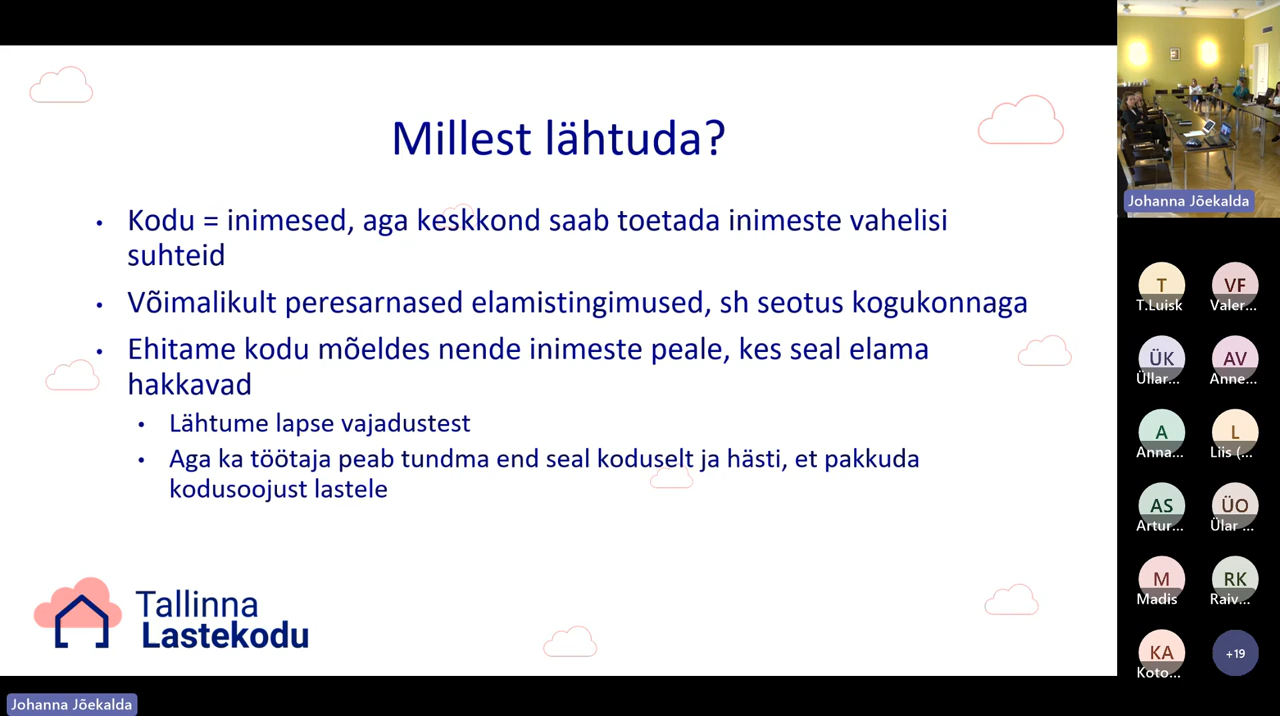 Millest lähtuda?
• Kodu = inimesed, aga keskkond saab toetada inimeste vahelisi
suhteid
• Võimalikult peresarnased elamistingimused, sh seotus kogukonnaga
• Ehitame kodu mõeldes nende inimeste peale, kes seal elama
hakkavad
• Lähtume lapse vajadustest
• Aga ka töötaja peab tundma end seal koduselt ja hästi, et pakkuda
kodusoojust lastele
Tallinna
Lastekodu
Johanna Jõekalda
Johanna Jõekalda
T
T.Luisk
VF
Valer...
ÜK
Üllar...
AV
Anne...
A
Anna...
L
Liis (...
AS
Artur...
ÜO
Ülar ...
M
Madis
RK
Raiv...
KA
Koto...
+19